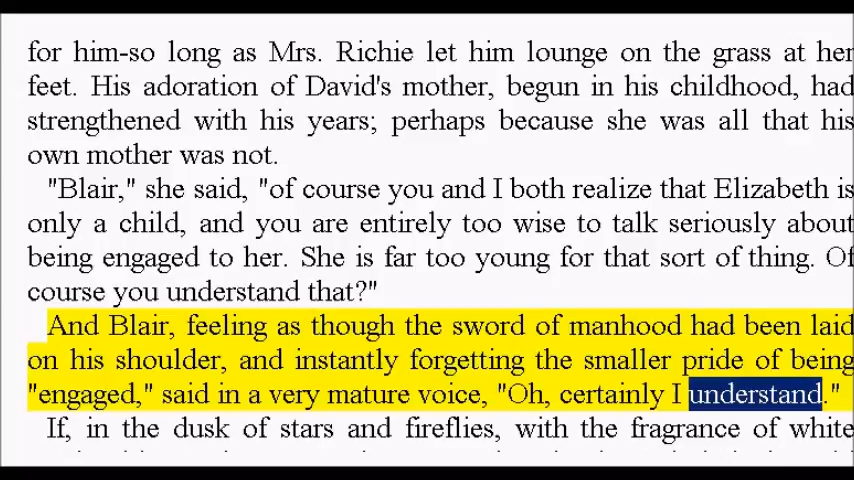 for him-so long as Mrs. Richie let him lounge on the grass at her
feet. His adoration of David's mother, begun in his childhood, had
strengthened with his years; perhaps because she was all that his
own mother was not.
"Blair," she said, "of course you and I both realize that Elizabeth is
only a child, and you are entirely too wise to talk seriously about
being engaged to her. She is far too young for that sort of thing. Of
course you understand that?"
And Blair, feeling as though the sword of manhood had been laid
on his shoulder, and instantly forgetting the smaller pride of being
"engaged," said in a very mature voice, "Oh, certainly I understand."
If, in the dusk of stars and fireflies, with the fragrance of white